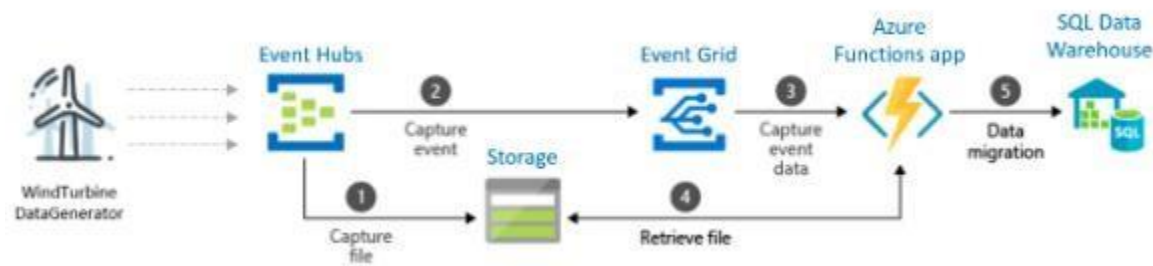 Event Hubs
Event Grid
Azure
Functions app
SQL Data
Warehouse
2
Capture
event
3
Capture
event
data
5
Data
migration
SQL
WindTurbine
DataGenerator
1
Capture
file
Storage
4
Retrieve file